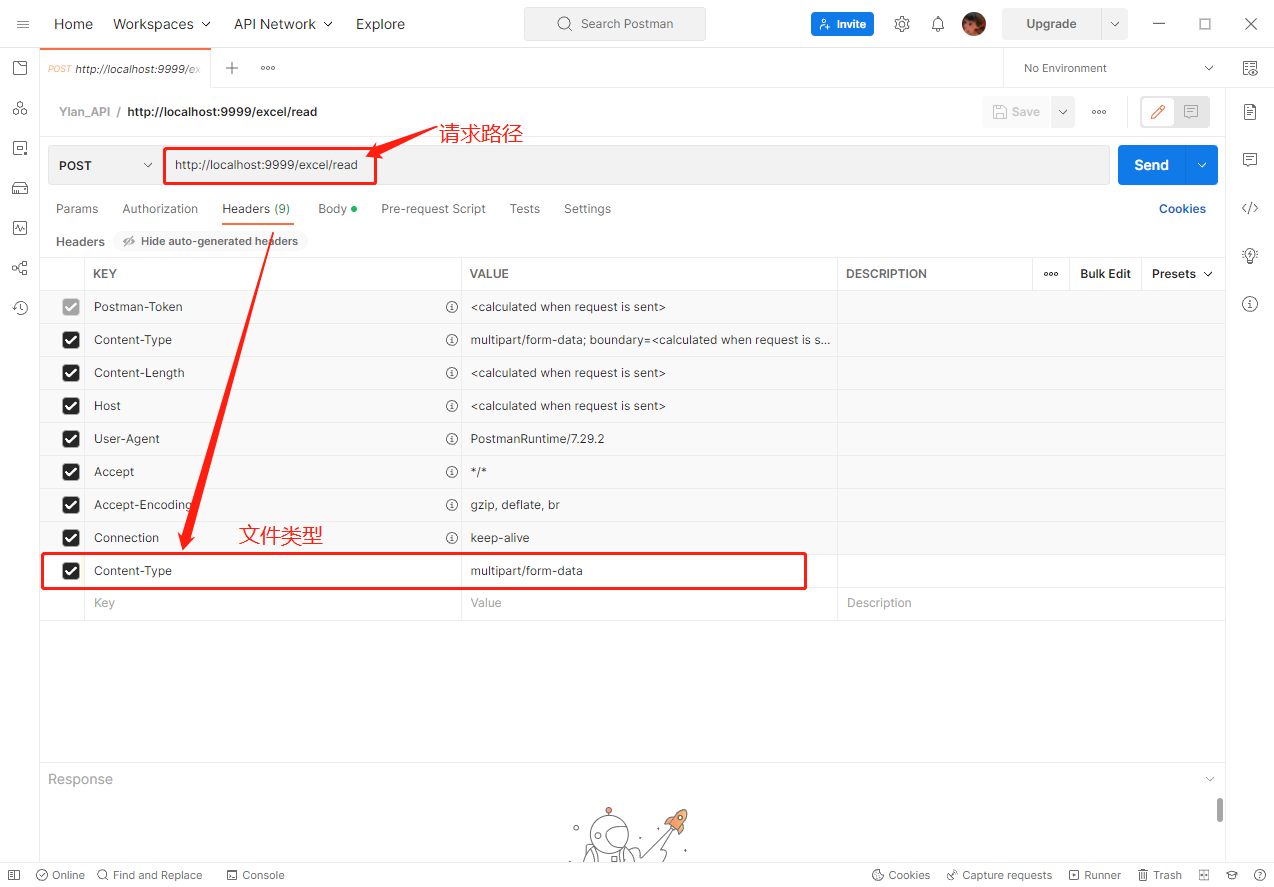 Home Workspaces API Network Explore Search Postman Invite Upgrade
POST http://localhost:9999/ex No Environment
Ylan_API / http://localhost:9999/excel/read Save
请求路径
POST http://localhost:9999/excel/read Send
Params Authorization Headers (9) Body Pre-request Script Tests Settings Cookies
Headers Hide auto-generated headers
KEY VALUE DESCRIPTION Bulk Edit Presets
Postman-Token <calculated when request is sent>
Content-Type multipart/form-data; boundary=<calculated when request is s...
Content-Length <calculated when request is sent>
Host <calculated when request is sent>
User-Agent PostmanRuntime/7.29.2
Accept */*
Accept-Encoding gzip, deflate, br
Connection keep-alive
文件类型
Content-Type multipart/form-data
Key Value Description
Response
Online Find and Replace Console Cookies Capture requests Runner Trash